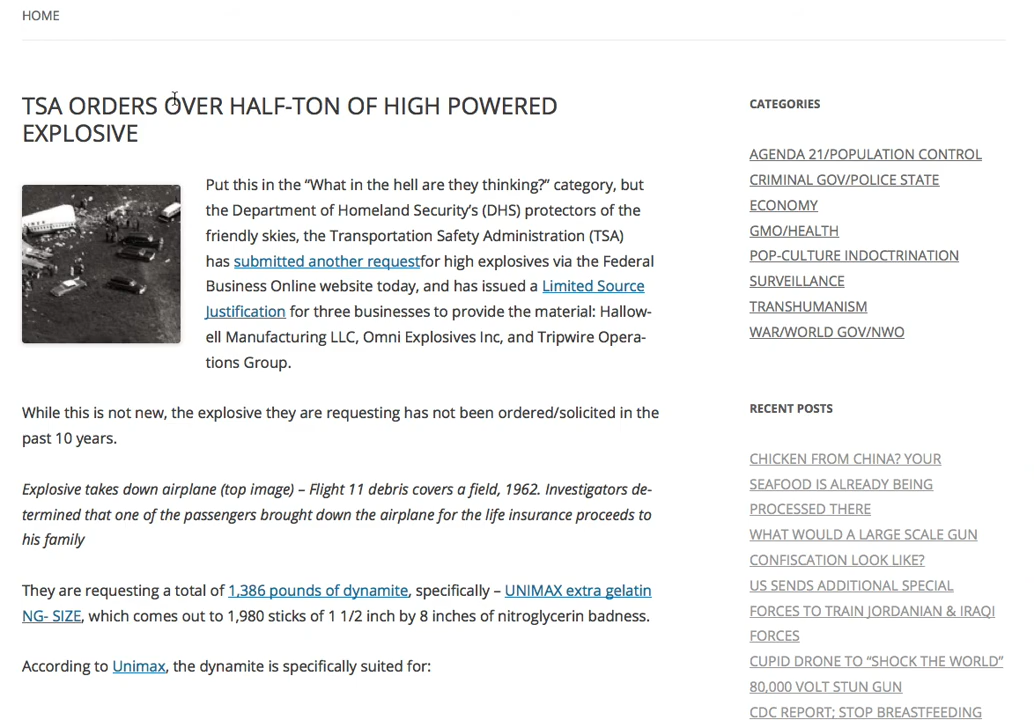 HOME
TSA ORDERS OVER HALF-TON OF HIGH POWERED
EXPLOSIVE
Put this in the “What in the hell are they thinking?” category, but
the Department of Homeland Security’s (DHS) protectors of the
friendly skies, the Transportation Safety Administration (TSA)
has submitted another requestfor high explosives via the Federal
Business Online website today, and has issued a Limited Source
Justification for three businesses to provide the material: Hallow-
ell Manufacturing LLC, Omni Explosives Inc, and Tripwire Opera-
tions Group.
While this is not new, the explosive they are requesting has not been ordered/solicited in the
past 10 years.
Explosive takes down airplane (top image) – Flight 11 debris covers a field, 1962. Investigators de-
termined that one of the passengers brought down the airplane for the life insurance proceeds to
his family
They are requesting a total of 1,386 pounds of dynamite, specifically – UNIMAX extra gelatin
NG- SIZE, which comes out to 1,980 sticks of 1 1/2 inch by 8 inches of nitroglycerin badness.
According to Unimax, the dynamite is specifically suited for:
CATEGORIES
AGENDA 21/POPULATION CONTROL
CRIMINAL GOV/POLICE STATE
ECONOMY
GMO/HEALTH
POP-CULTURE INDOCTRINATION
SURVEILLANCE
TRANSHUMANISM
WAR/WORLD GOV/NWO
RECENT POSTS
CHICKEN FROM CHINA? YOUR
SEAFOOD IS ALREADY BEING
PROCESSED THERE
WHAT WOULD A LARGE SCALE GUN
CONFISCATION LOOK LIKE?
US SENDS ADDITIONAL SPECIAL
FORCES TO TRAIN JORDANIAN & IRAQI
FORCES
CUPID DRONE TO “SHOCK THE WORLD”
80,000 VOLT STUN GUN
CDC REPORT; STOP BREASTFEEDING